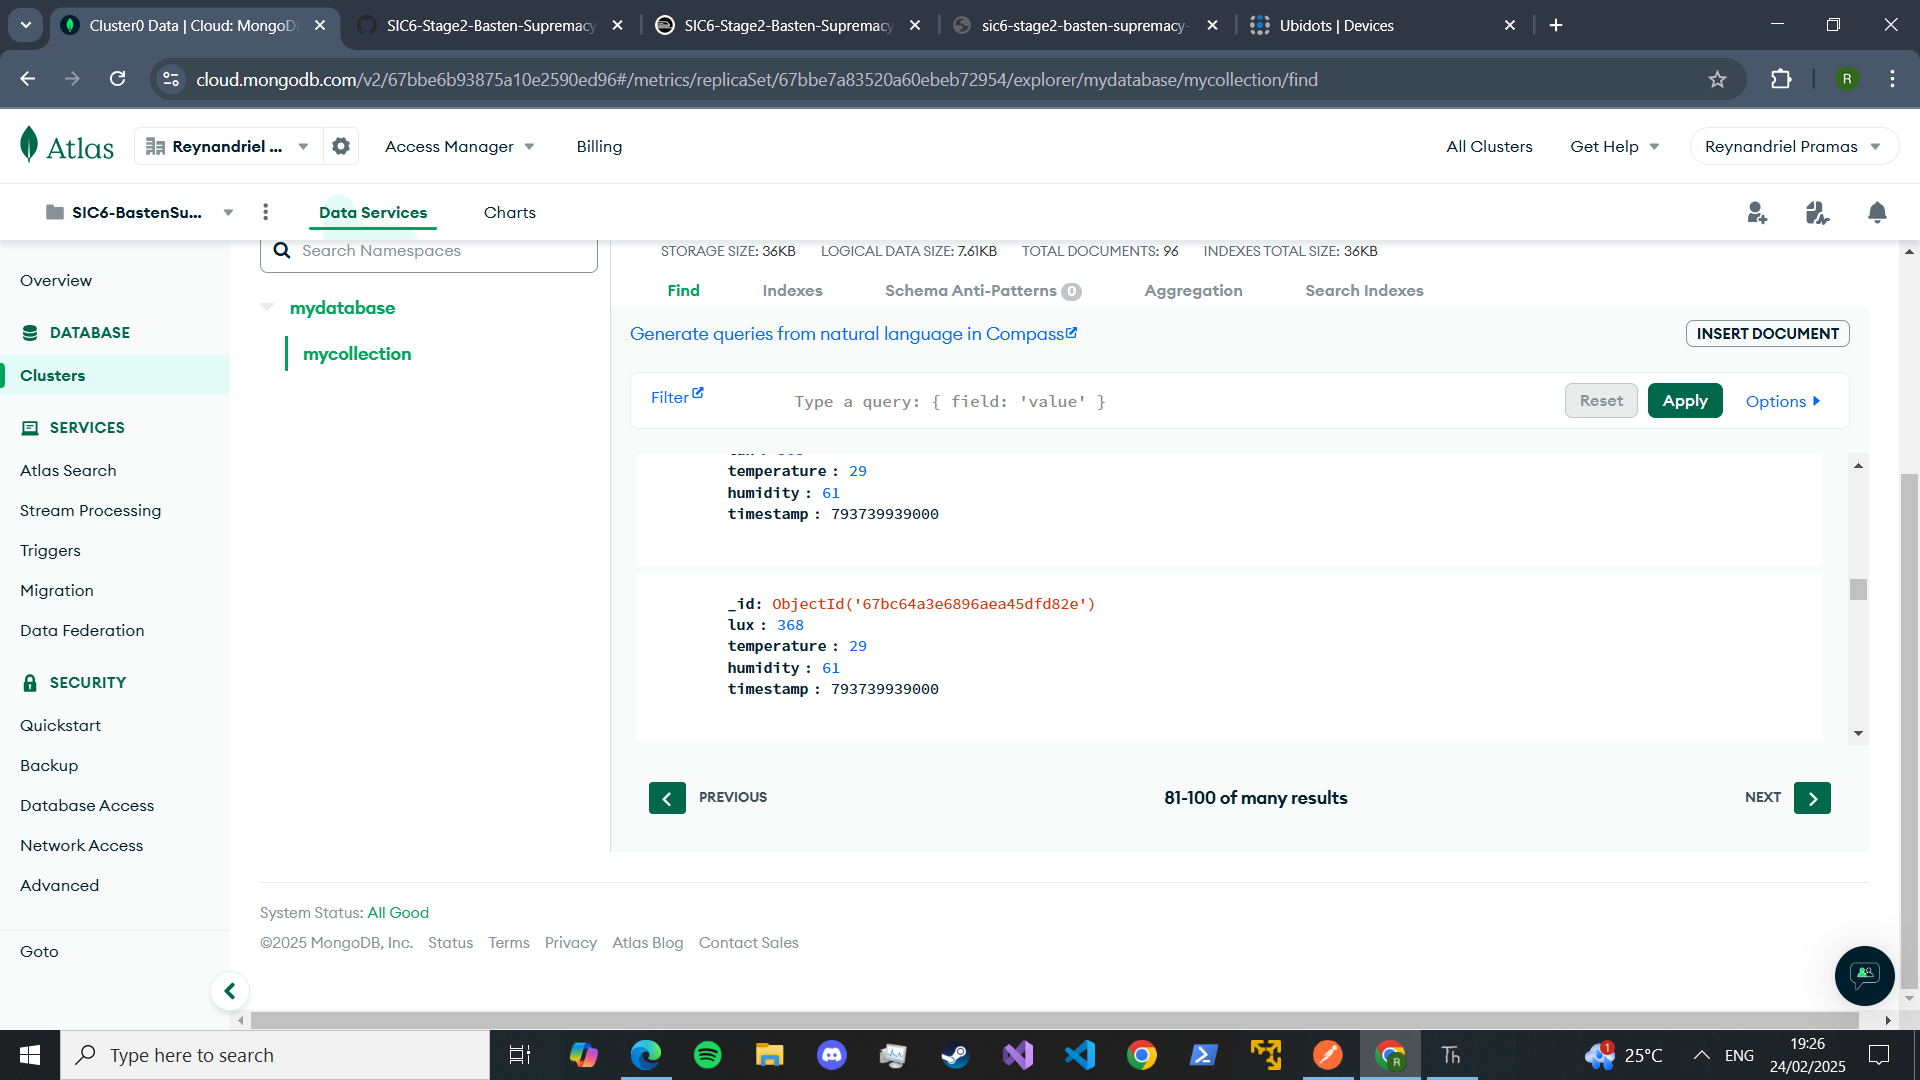 Cluster0 Data | Cloud: MongoD
SIC6-Stage2-Basten-Supremacy
SIC6-Stage2-Basten-Supremacy
sic6-stage2-basten-supremacy-
Ubidots | Devices
cloud.mongodb.com/v2/67bbe6b93875a10e2590ed96#/metrics/replicaSet/67bbe7a83520a60ebeb72954/explorer/mydatabase/mycollection/find
R
Atlas
Reynandriel ...
Access Manager
Billing
All Clusters
Get Help
Reynandriel Pramas
SIC6-BastenSu...
Data Services
Charts
Overview
DATABASE
Clusters
SERVICES
Atlas Search
Stream Processing
Triggers
Migration
Data Federation
SECURITY
Quickstart
Backup
Database Access
Network Access
Advanced
Goto
Search Namespaces
mydatabase
mycollection
STORAGE SIZE: 36KB LOGICAL DATA SIZE: 7.61KB TOTAL DOCUMENTS: 96 INDEXES TOTAL SIZE: 36KB
Find Indexes Schema Anti-Patterns 0 Aggregation Search Indexes
Generate queries from natural language in Compass
INSERT DOCUMENT
Filter
Type a query: { field: 'value' }
Reset
Apply
Options
temperature : 29
humidity : 61
timestamp : 793739939000
_id: ObjectId('67bc64a3e6896aea45dfd82e')
lux : 368
temperature : 29
humidity : 61
timestamp : 793739939000
PREVIOUS
81-100 of many results
NEXT
System Status: All Good
©2025 MongoDB, Inc. Status Terms Privacy Atlas Blog Contact Sales
Type here to search
R
Th
1
25°C
ENG
19:26
24/02/2025